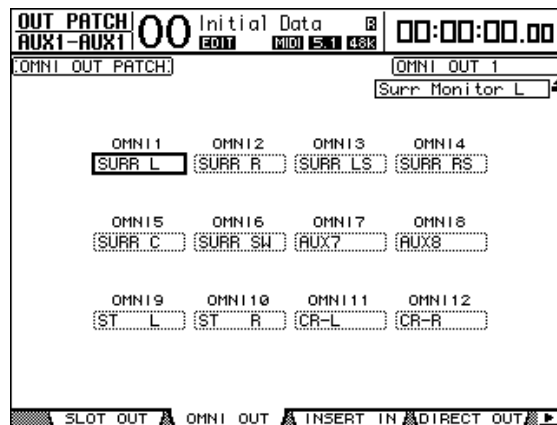 OUT PATCH
AUX1-AUX1
00
Initial Data
EDIT
MIDI 5.1 48k
00:00:00.00
OMNI OUT PATCH
OMNI OUT 1
Surr Monitor L
OMNI1 OMNI2 OMNI3 OMNI4
SURR L SURR R SURR LS SURR RS
OMNI5 OMNI6 OMNI7 OMNI8
SURR C SURR SW AUX7 AUX8
OMNI9 OMNI10 OMNI11 OMNI12
ST L ST R CR-L CR-R
SLOT OUT OMNI OUT INSERT IN DIRECT OUT